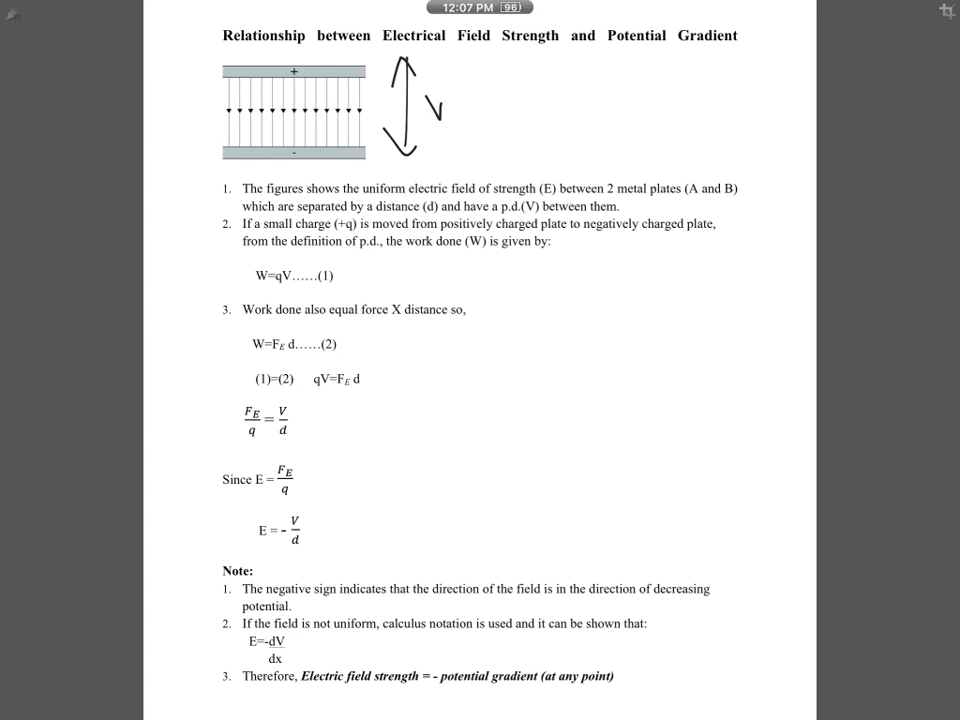 12:07 PM 96
Relationship between Electrical Field Strength and Potential Gradient
+
V
-
1. The figures shows the uniform electric field of strength (E) between 2 metal plates (A and B)
which are separated by a distance (d) and have a p.d.(V) between them.
2. If a small charge (+q) is moved from positively charged plate to negatively charged plate,
from the definition of p.d., the work done (W) is given by:
W=qV……(1)
3. Work done also equal force X distance so,
W=F_E d……(2)
(1)=(2) qV=F_E d
F_E/q = V/d
Since E = F_E/q
E = - V/d
Note:
1. The negative sign indicates that the direction of the field is in the direction of decreasing
potential.
2. If the field is not uniform, calculus notation is used and it can be shown that:
E=-dV
dx
3. Therefore, Electric field strength = - potential gradient (at any point)